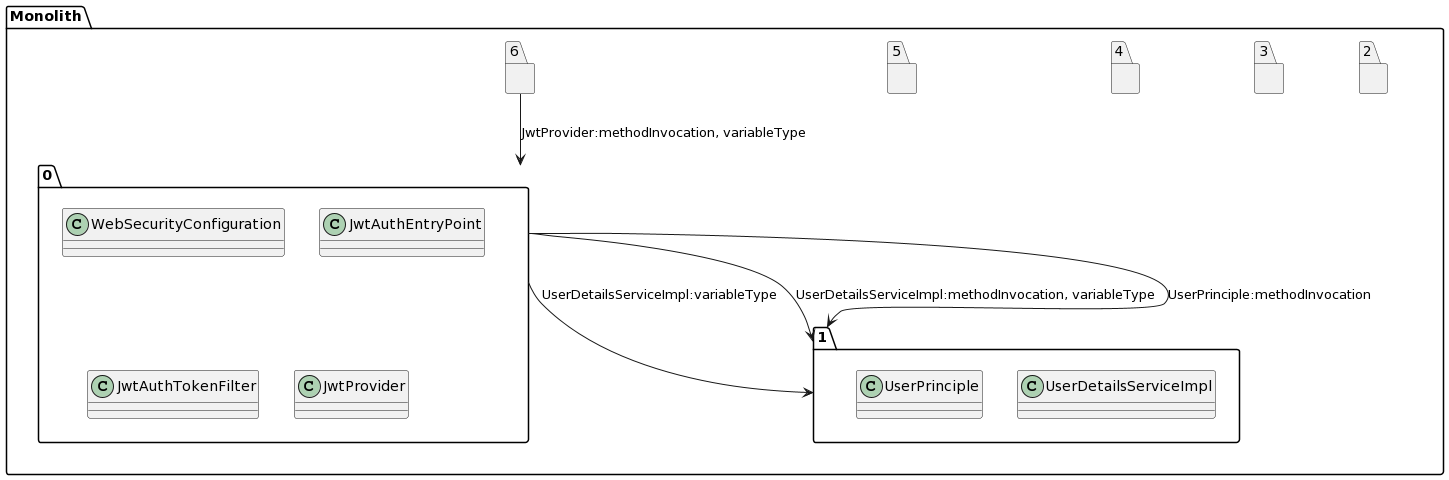 Monolith
6
5
4
3
2
JwtProvider:methodInvocation, variableType
0
C WebSecurityConfiguration
C JwtAuthEntryPoint
UserDetailsServiceImpl:variableType
UserDetailsServiceImpl:methodInvocation, variableType
UserPrinciple:methodInvocation
1
C JwtAuthTokenFilter
C JwtProvider
C UserPrinciple
C UserDetailsServiceImpl